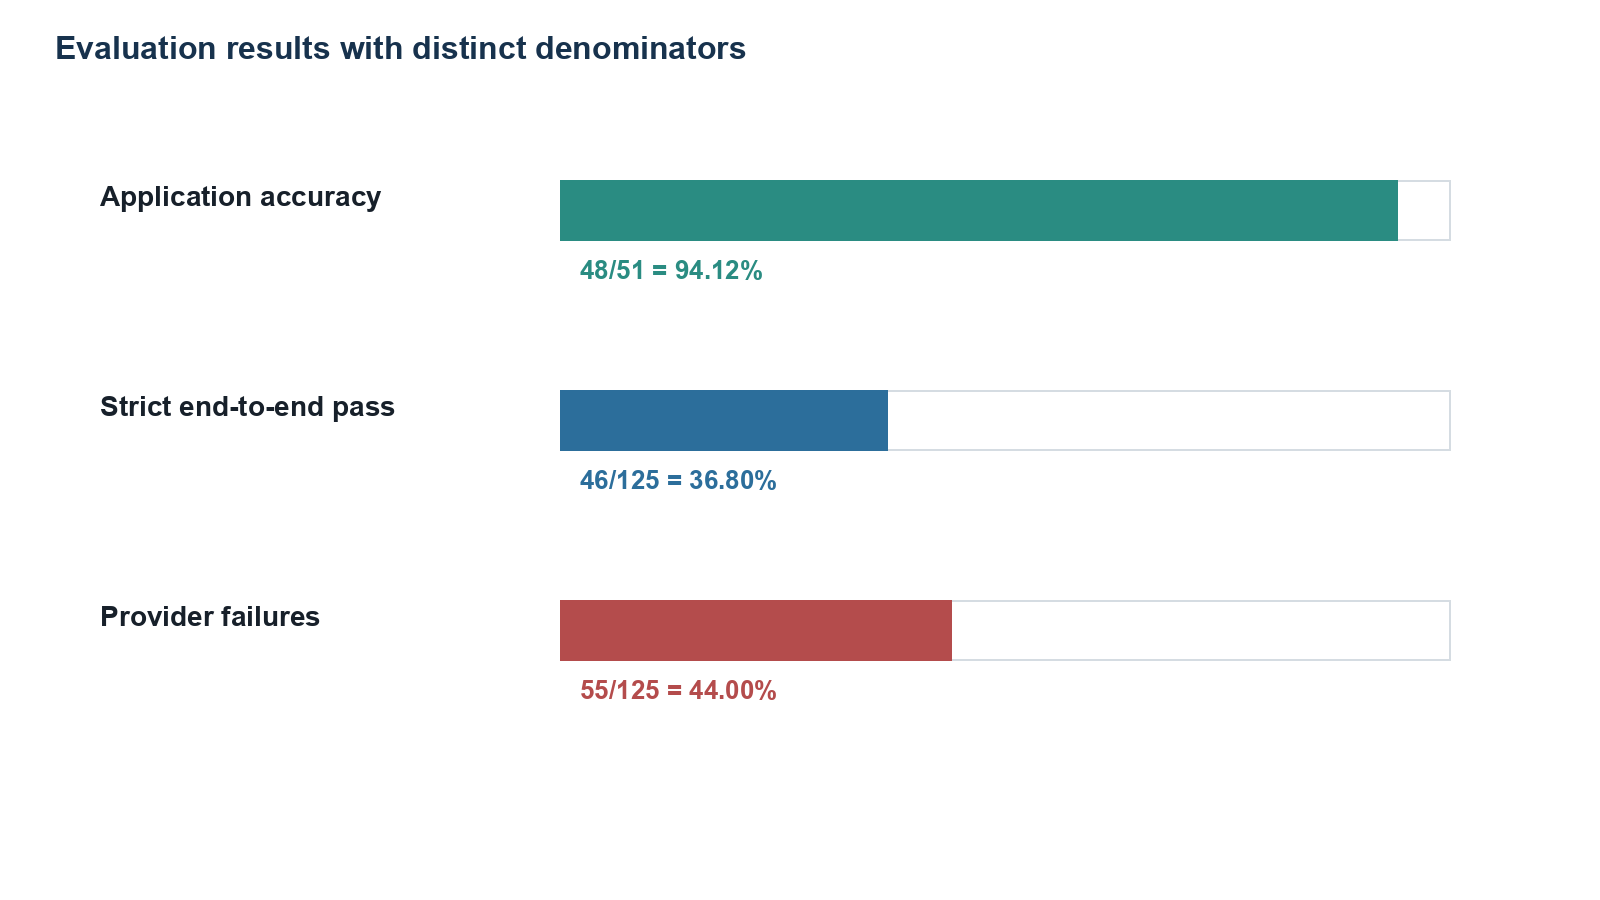 Evaluation results with distinct denominators
Application accuracy
48/51 = 94.12%
Strict end-to-end pass
46/125 = 36.80%
Provider failures
55/125 = 44.00%